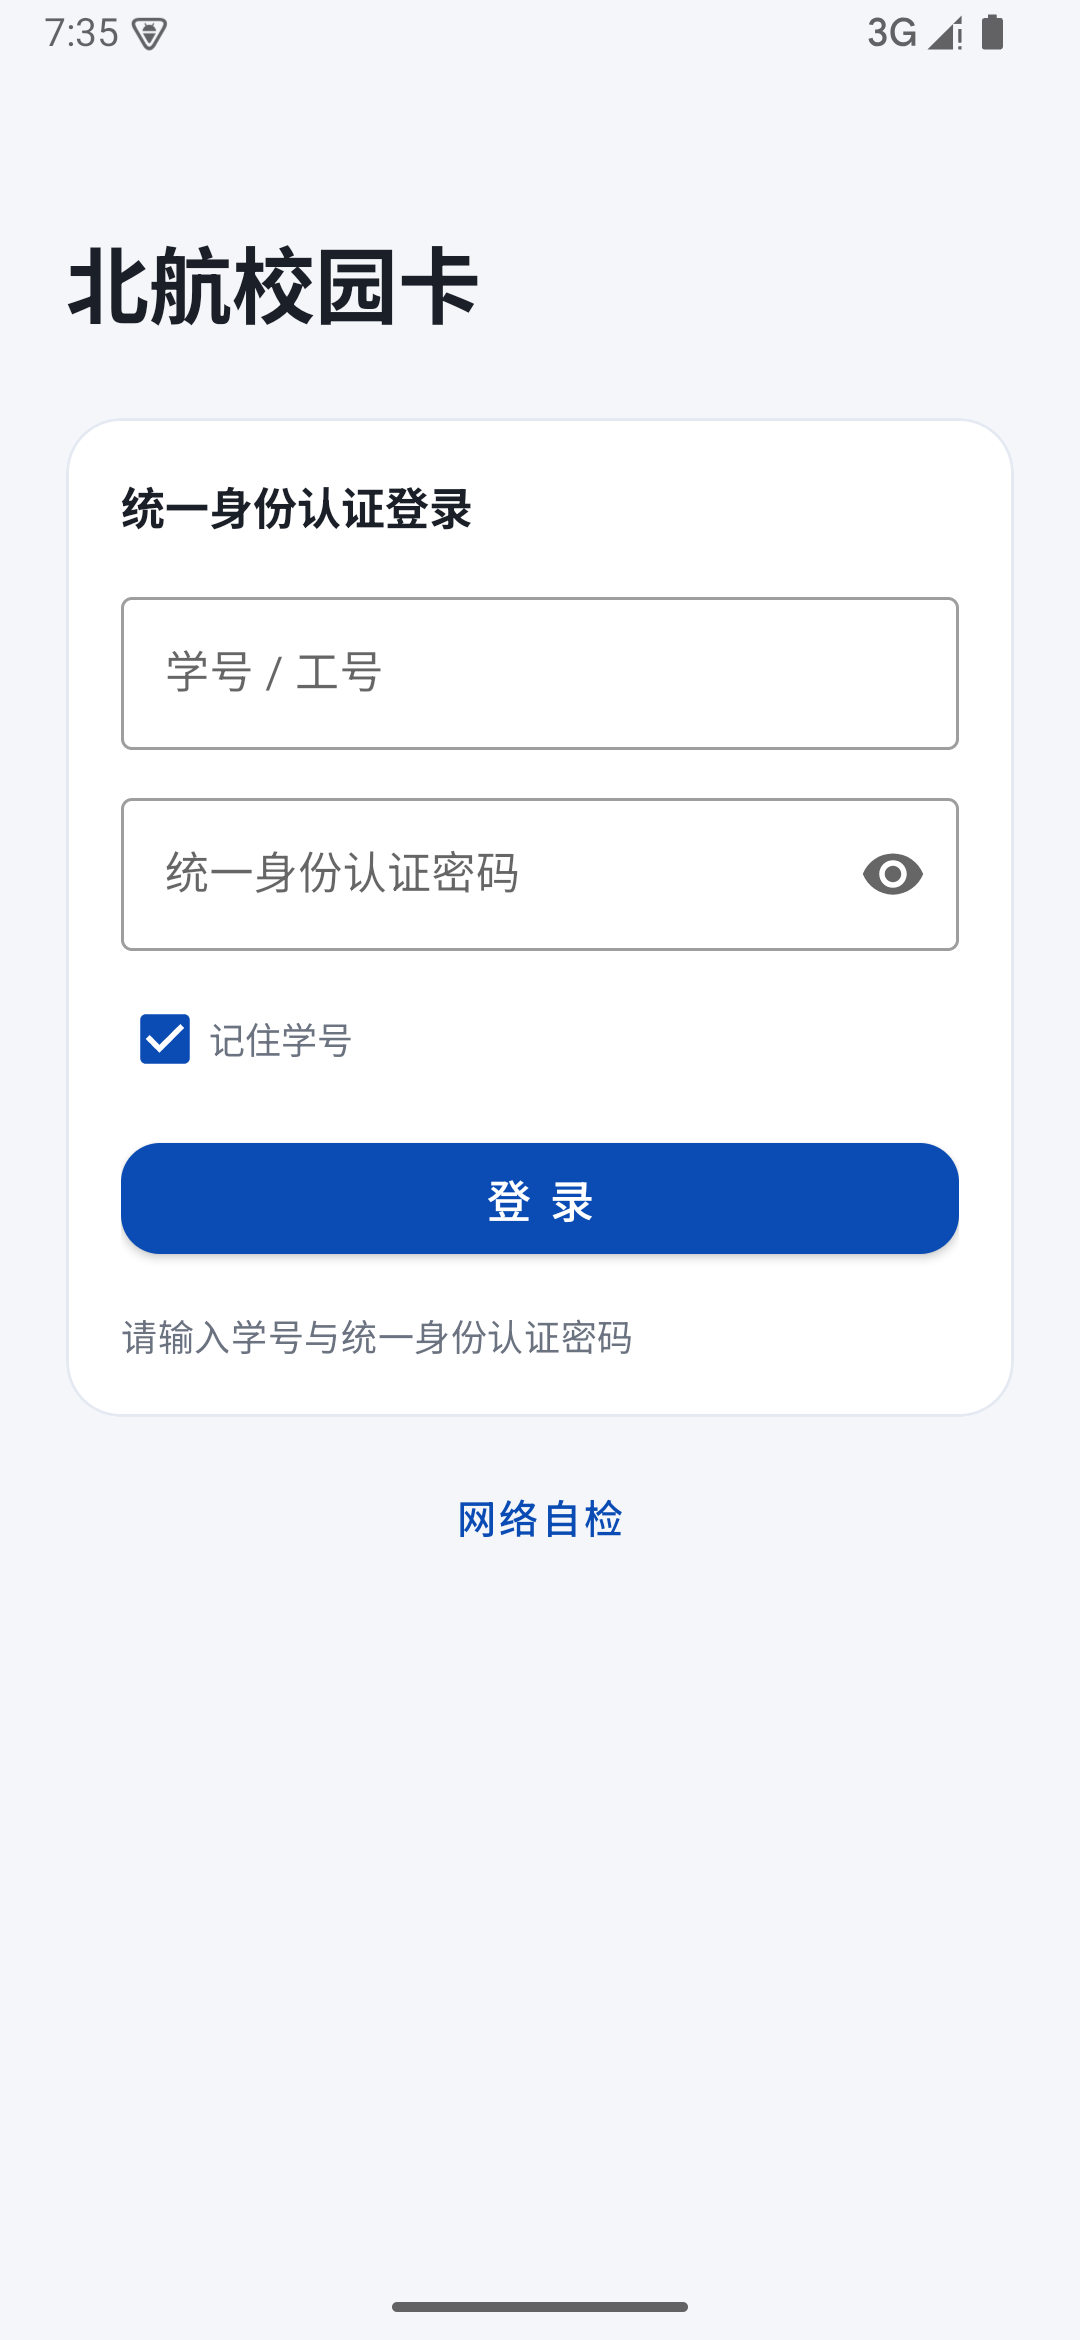 7:35
3G
北航校园卡
统一身份认证登录
学号 / 工号
统一身份认证密码
记住学号
登 录
请输入学号与统一身份认证密码
网络自检